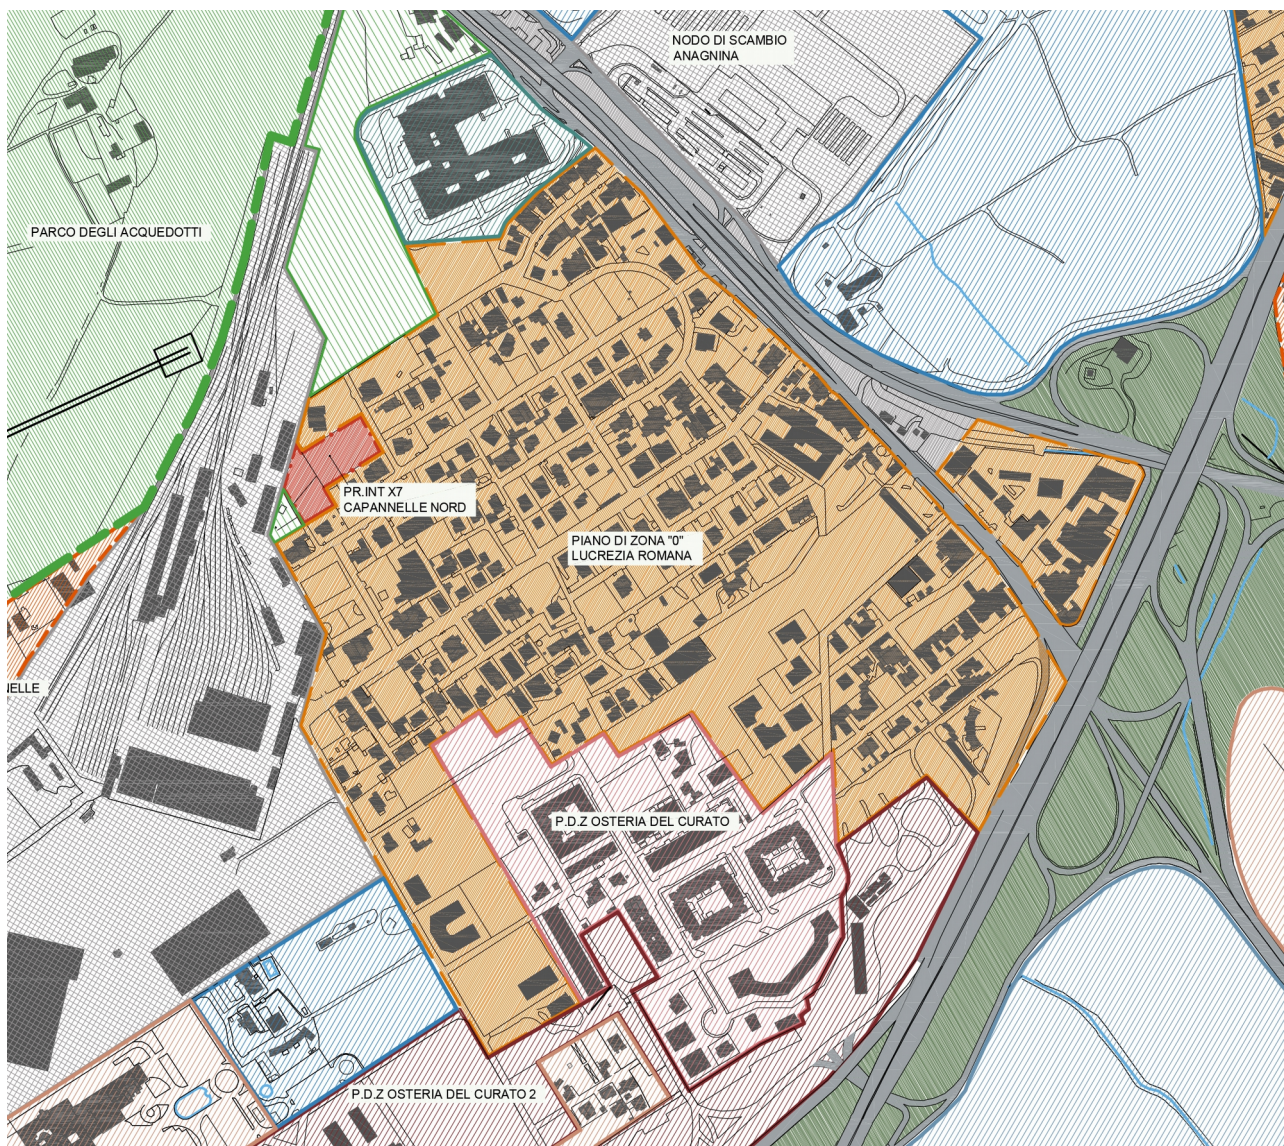 NODO DI SCAMBIO
ANAGNINA
PARCO DEGLI ACQUEDOTTI
PR.INT X7
CAPANNELLE NORD
PIANO DI ZONA "0"
LUCREZIA ROMANA
NELLE
P.D.Z OSTERIA DEL CURATO
P.D.Z OSTERIA DEL CURATO 2